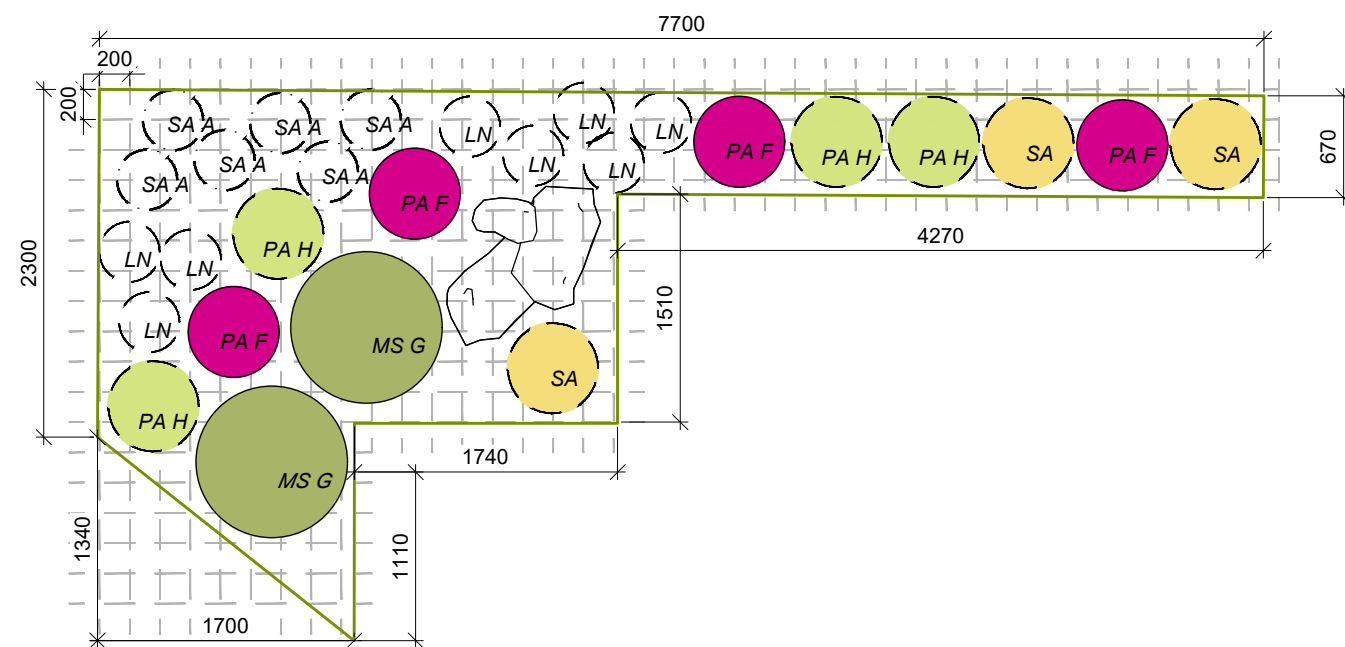 7700
200
200
SA A
SA A
SA A
LN
LN
LN
PA F
PA H
PA H
SA
PA F
SA
670
SA A
SA A
SA A
LN
LN
PA F
2300
PA H
4270
LN
LN
1510
LN
PA F
MS G
SA
PA H
1740
MS G
1340
1110
1700